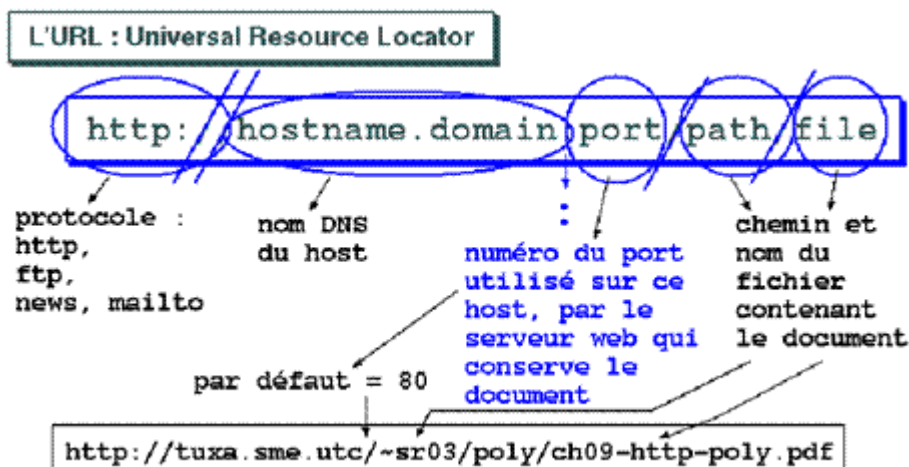 L'URL : Universal Resource Locator
http://hostname.domain:port/path/file
protocole :
http,
ftp,
news, mailto
nom DNS
du host
:
numéro du port
utilisé sur ce
host, par le
serveur web qui
conserve le
document
chemin et
nom du
fichier
contenant
le document
par défaut = 80
http://tuxa.sme.utc/~sr03/poly/ch09-http-poly.pdf